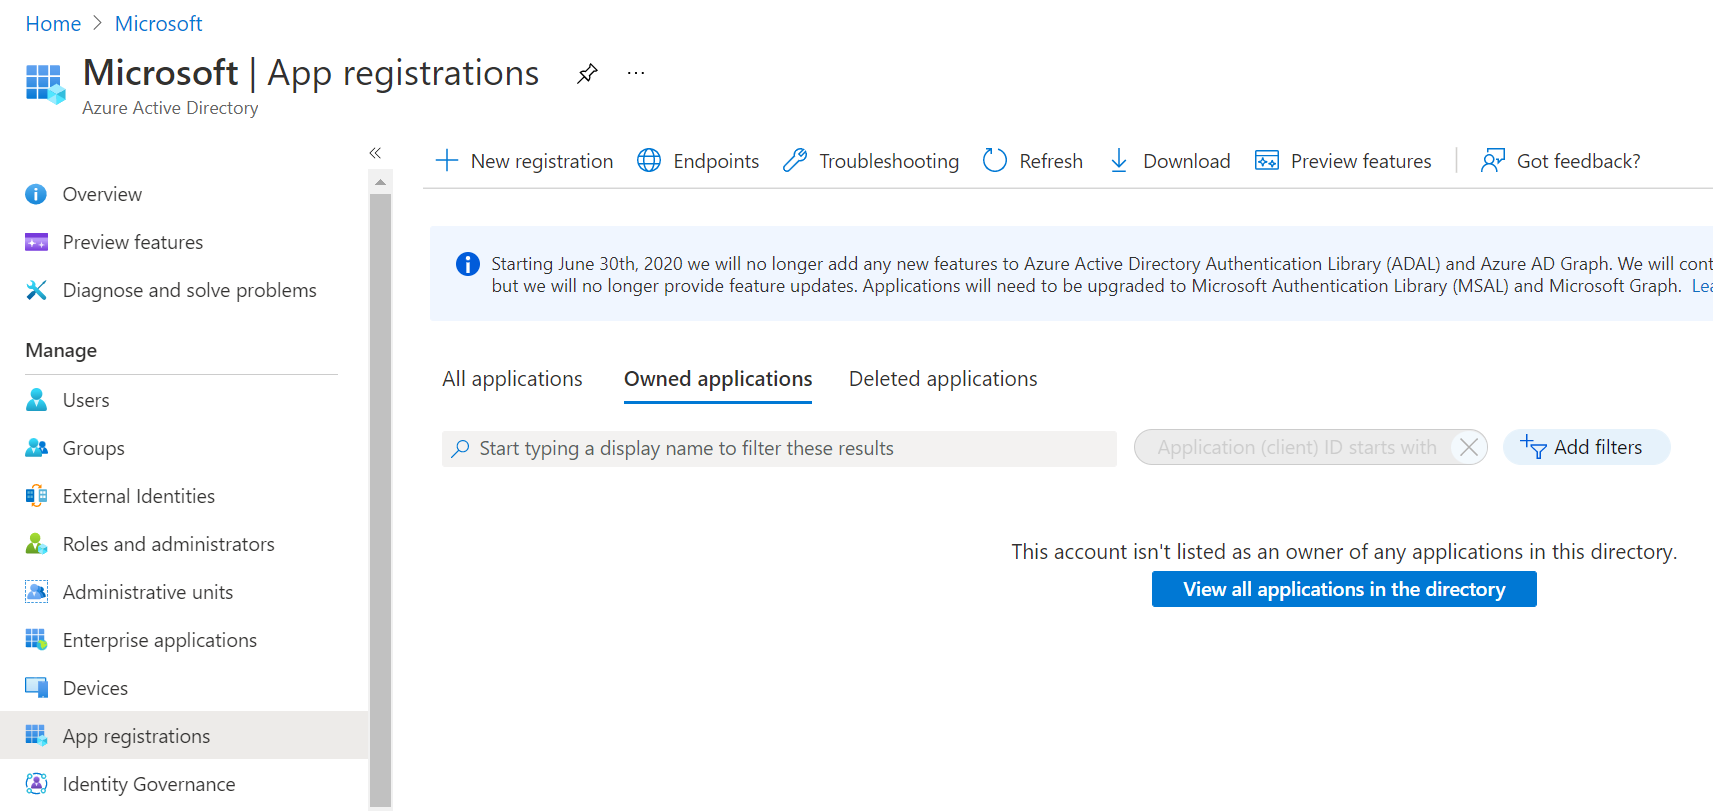 Home > Microsoft
Microsoft | App registrations
Azure Active Directory
Overview
Preview features
Diagnose and solve problems
Manage
Users
Groups
External Identities
Roles and administrators
Administrative units
Enterprise applications
Devices
App registrations
Identity Governance
New registration Endpoints Troubleshooting Refresh Download Preview features Got feedback?
Starting June 30th, 2020 we will no longer add any new features to Azure Active Directory Authentication Library (ADAL) and Azure AD Graph. We will cont
but we will no longer provide feature updates. Applications will need to be upgraded to Microsoft Authentication Library (MSAL) and Microsoft Graph. Lea
All applications Owned applications Deleted applications
Start typing a display name to filter these results Application (client) ID starts with Add filters
This account isn't listed as an owner of any applications in this directory.
View all applications in the directory